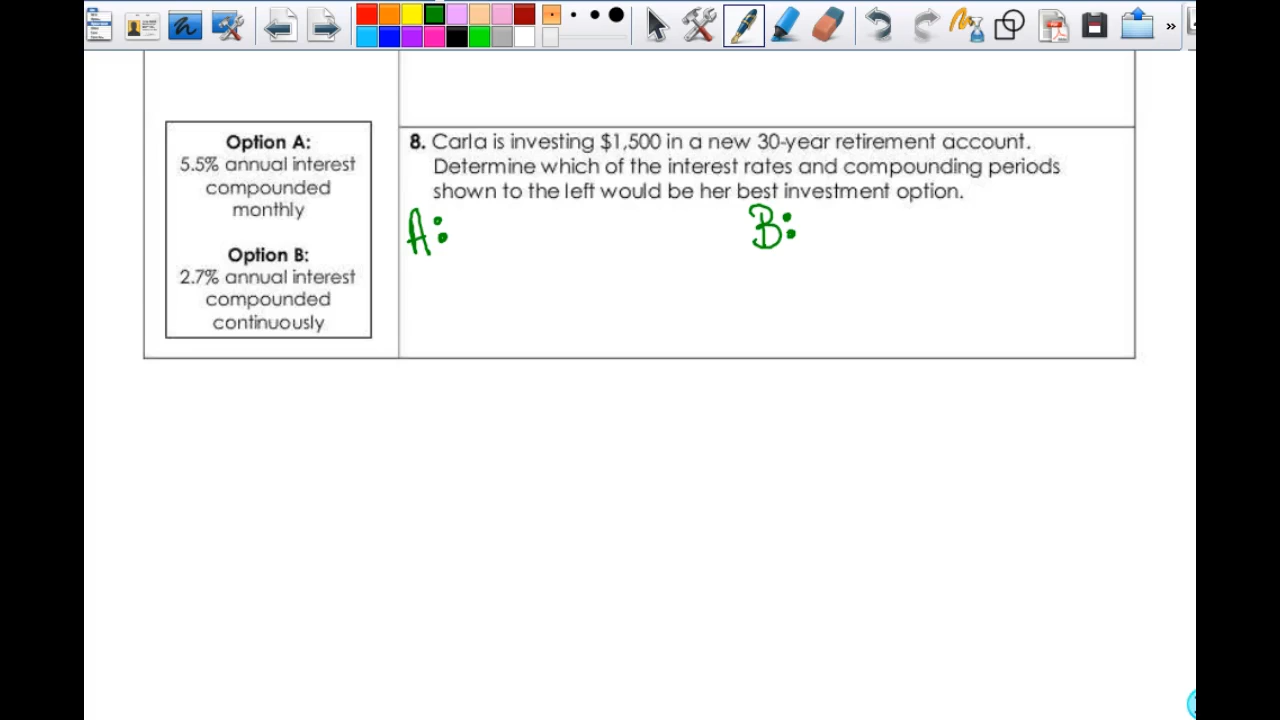 Option A:
5.5% annual interest
compounded
monthly
Option B:
2.7% annual interest
compounded
continuously
8. Carla is investing $1,500 in a new 30-year retirement account.
Determine which of the interest rates and compounding periods
shown to the left would be her best investment option.
A:
B: